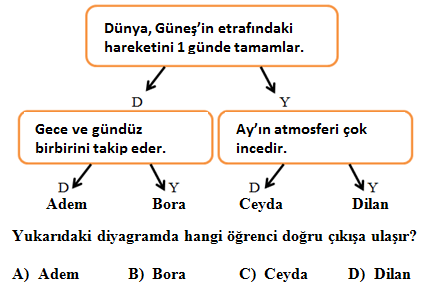 Dünya, Güneş'in etrafındaki
hareketini 1 günde tamamlar.
D Y
Gece ve gündüz
birbirini takip eder.
Ay'ın atmosferi çok
incedir.
D Y D Y
Adem Bora Ceyda Dilan
Yukarıdaki diyagramda hangi öğrenci doğru çıkışa ulaşır?
A) Adem B) Bora C) Ceyda D) Dilan